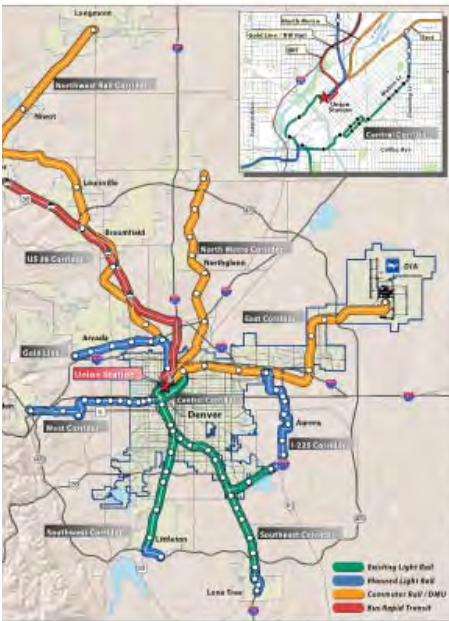 Longmont
Northwest Rail Corridor
Niwot
Louisville
Broomfield
US 36 Corridor
North Metro Corridor
Northglenn
DIA
East Corridor
Arvada
Gold Line
Union Station
Central Corridor
Denver
Aurora
West Corridor
I-225 Corridor
Southwest Corridor
Southeast Corridor
Littleton
Lone Tree
Existing Light Rail
Planned Light Rail
Commuter Rail / DMU
Bus Rapid Transit
North Metro
Gold Line / NW Rail
BRT
East
Union
Station
Central Corridor
Colfax Ave